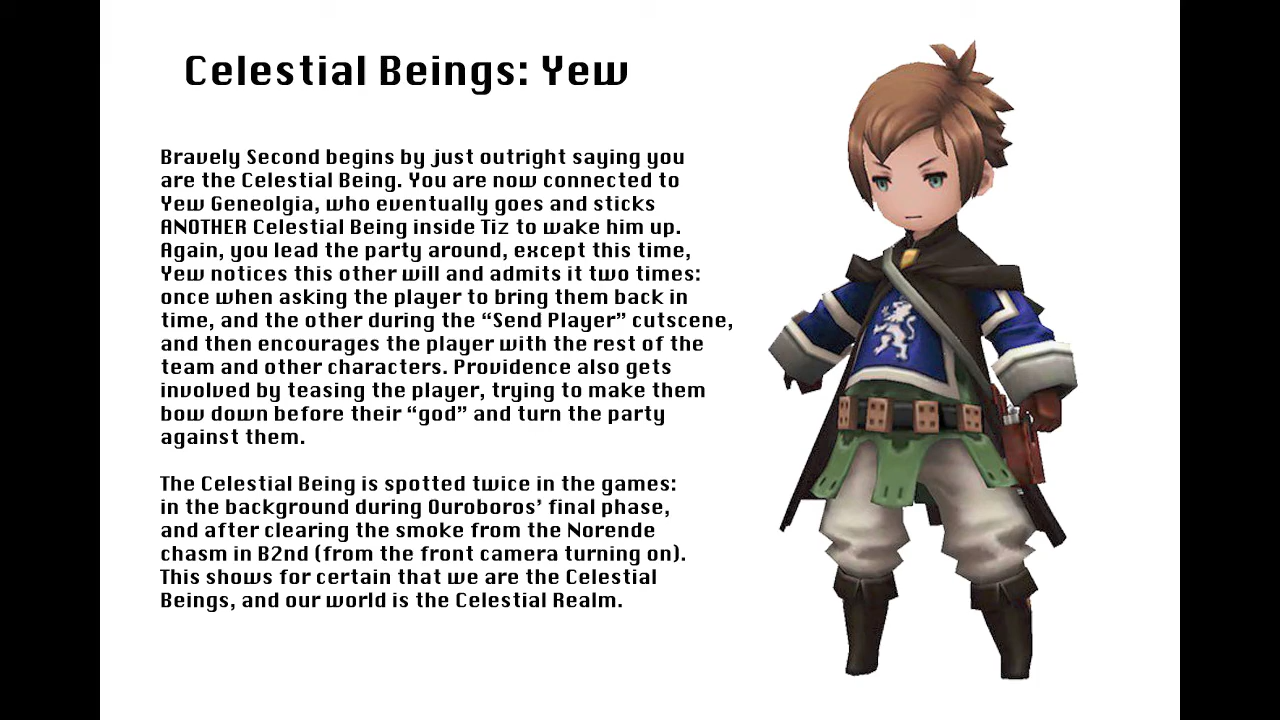 Celestial Beings: Yew
Bravely Second begins by just outright saying you
are the Celestial Being. You are now connected to
Yew Geneolgia, who eventually goes and sticks
ANOTHER Celestial Being inside Tiz to wake him up.
Again, you lead the party around, except this time,
Yew notices this other will and admits it two times:
once when asking the player to bring them back in
time, and the other during the “Send Player” cutscene,
and then encourages the player with the rest of the
team and other characters. Providence also gets
involved by teasing the player, trying to make them
bow down before their “god” and turn the party
against them.
The Celestial Being is spotted twice in the games:
in the background during Ouroboros’ final phase,
and after clearing the smoke from the Norende
chasm in B2nd (from the front camera turning on).
This shows for certain that we are the Celestial
Beings, and our world is the Celestial Realm.